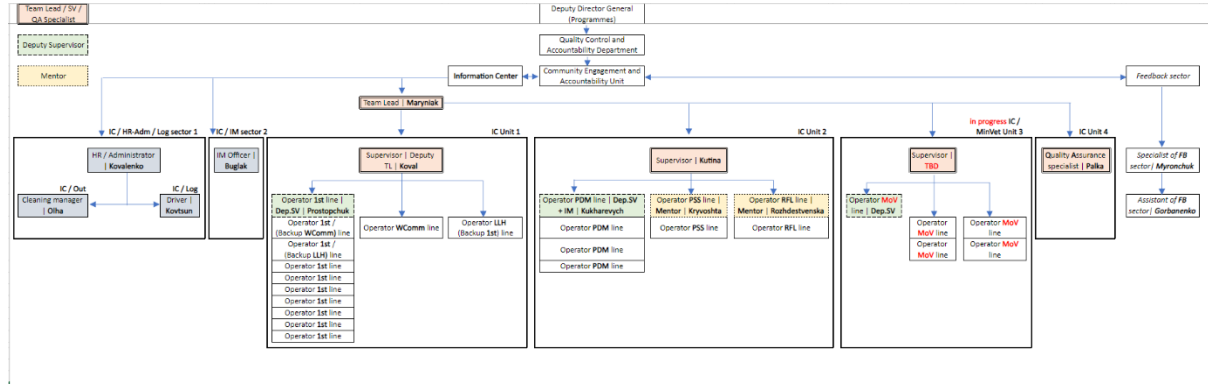 Team Lead / SV /
QA Specialist
Deputy Supervisor
Mentor
Deputy Director General
(Programmes)
Quality Control and
Accountability Department
Information Center
Community Engagement and
Accountability Unit
Feedback sector
Team Lead | Maryniak
IC / HR-Adm / Log sector 1
HR / Administrator
| Kovalenko
IC / Out
Cleaning manager
| Olha
IC / Log
Driver |
Kovtsun
IC / IM sector 2
IM Officer |
Buglak
IC Unit 1
Supervisor | Deputy
TL | Koval
Operator 1st line |
Dep.SV | Prostopchuk
Operator 1st /
(Backup WComm) line
Operator 1st /
(Backup LLH) line
Operator 1st line
Operator 1st line
Operator 1st line
Operator 1st line
Operator 1st line
Operator 1st line
Operator 1st line
Operator WComm line
Operator LLH
(Backup 1st) line
IC Unit 2
Supervisor | Kutina
Operator PDM line | Dep.SV
+ IM | Kukharevych
Operator PDM line
Operator PDM line
Operator PDM line
Operator PSS line |
Mentor | Kryvoshta
Operator PSS line
Operator RFL line |
Mentor | Rozhdestvenska
Operator RFL line
in progress IC /
MinVet Unit 3
Supervisor |
TBD
Operator MoV
line | Dep.SV
Operator
MoV line
Operator
MoV line
Operator MoV
line
Operator MoV
line
IC Unit 4
Quality Assurance
specialist | Palka
Specialist of FB
sector | Myronchuk
Assistant of FB
sector | Gorbanenko